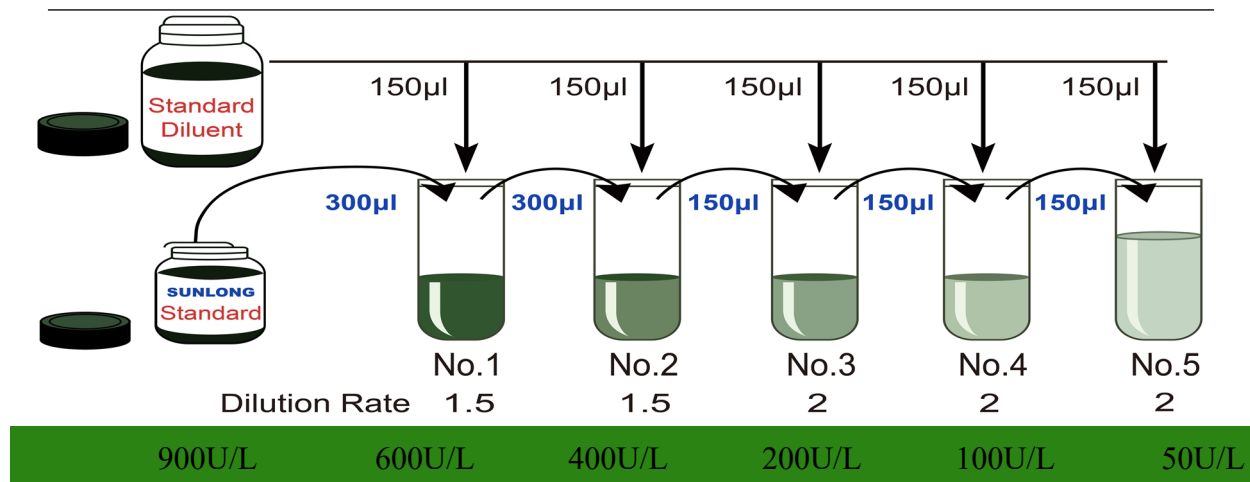 150µl 150µl 150µl 150µl 150µl
Standard
Diluent
300µl 300µl 150µl 150µl 150µl
SUNLONG
Standard
No.1 No.2 No.3 No.4 No.5
Dilution Rate 1.5 1.5 2 2 2
900U/L 600U/L 400U/L 200U/L 100U/L 50U/L